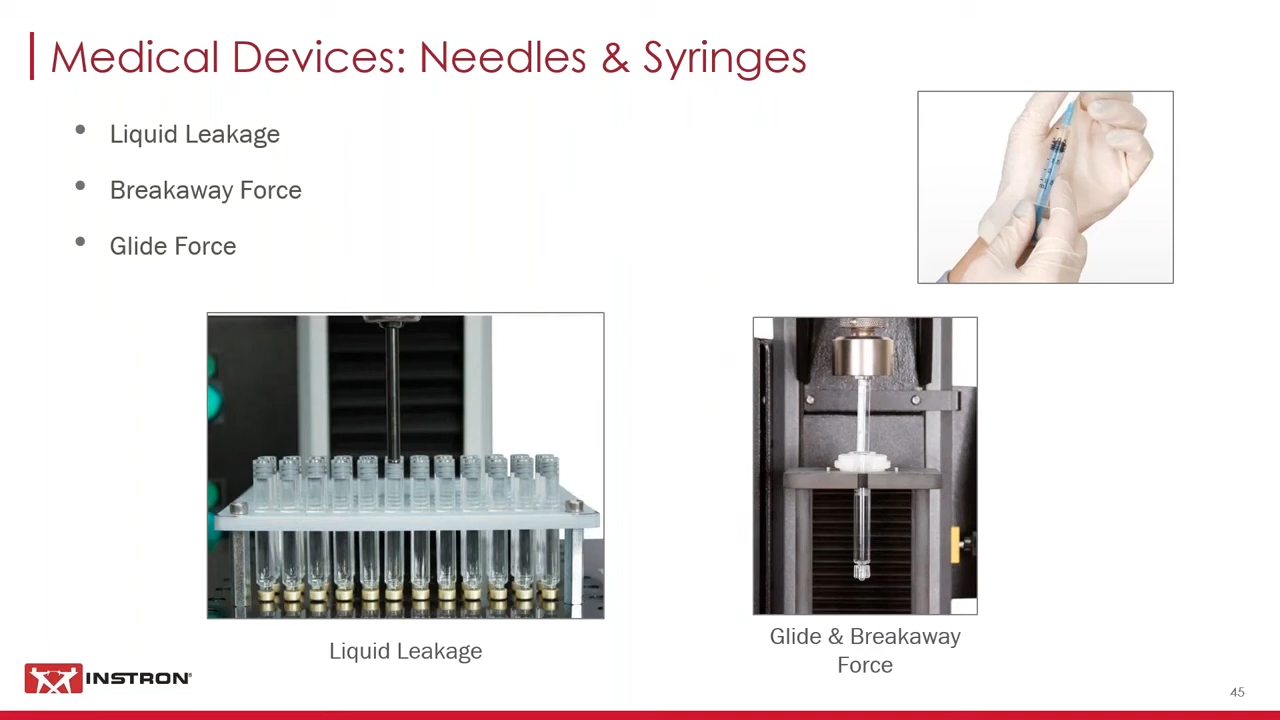 Medical Devices: Needles & Syringes
• Liquid Leakage
• Breakaway Force
• Glide Force
Liquid Leakage
Glide & Breakaway
Force
INSTRON®
45